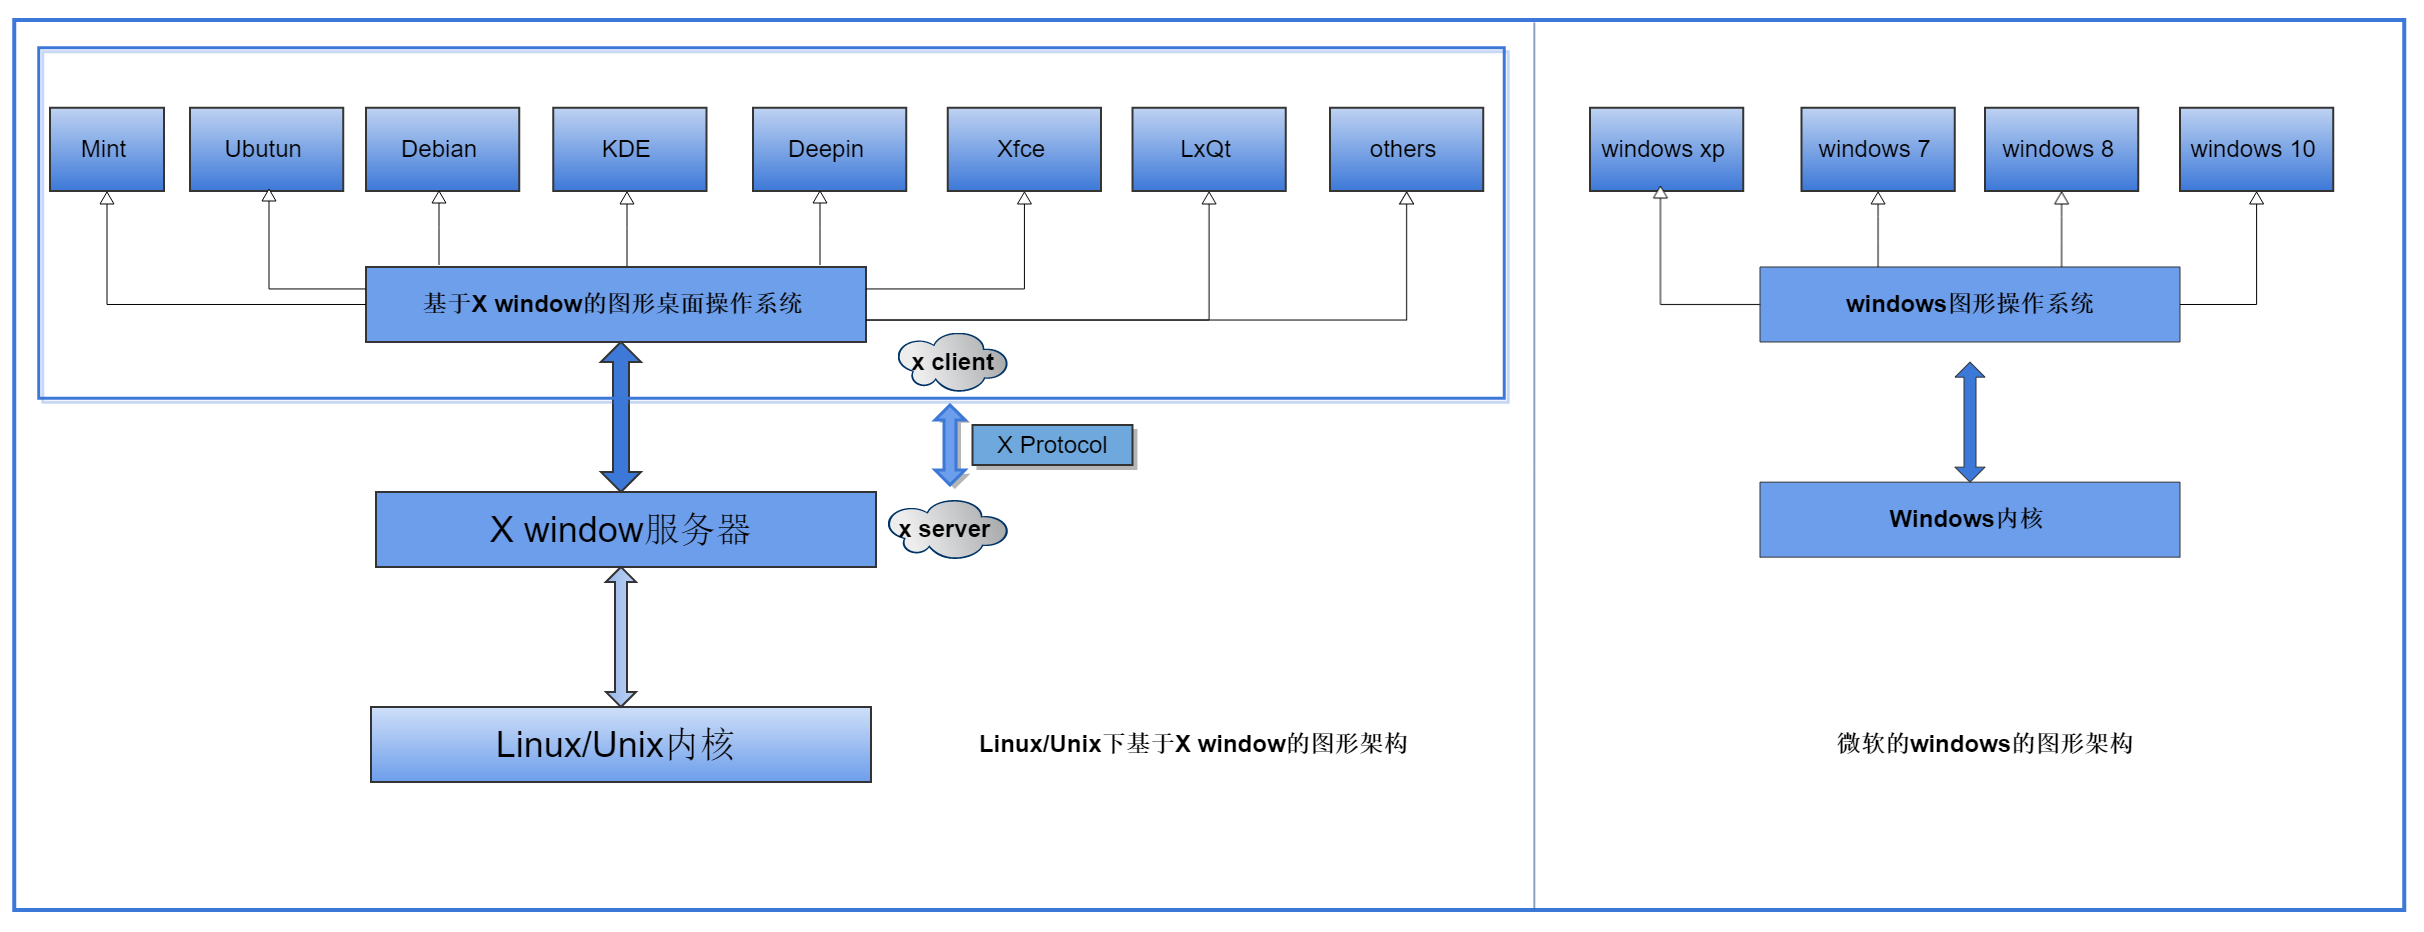 Mint
Ubutun
Debian
KDE
Deepin
Xfce
LxQt
others
基于X window的图形桌面操作系统
x client
X Protocol
X window服务器
x server
Linux/Unix内核
Linux/Unix下基于X window的图形架构
windows xp
windows 7
windows 8
windows 10
windows图形操作系统
Windows内核
微软的windows的图形架构